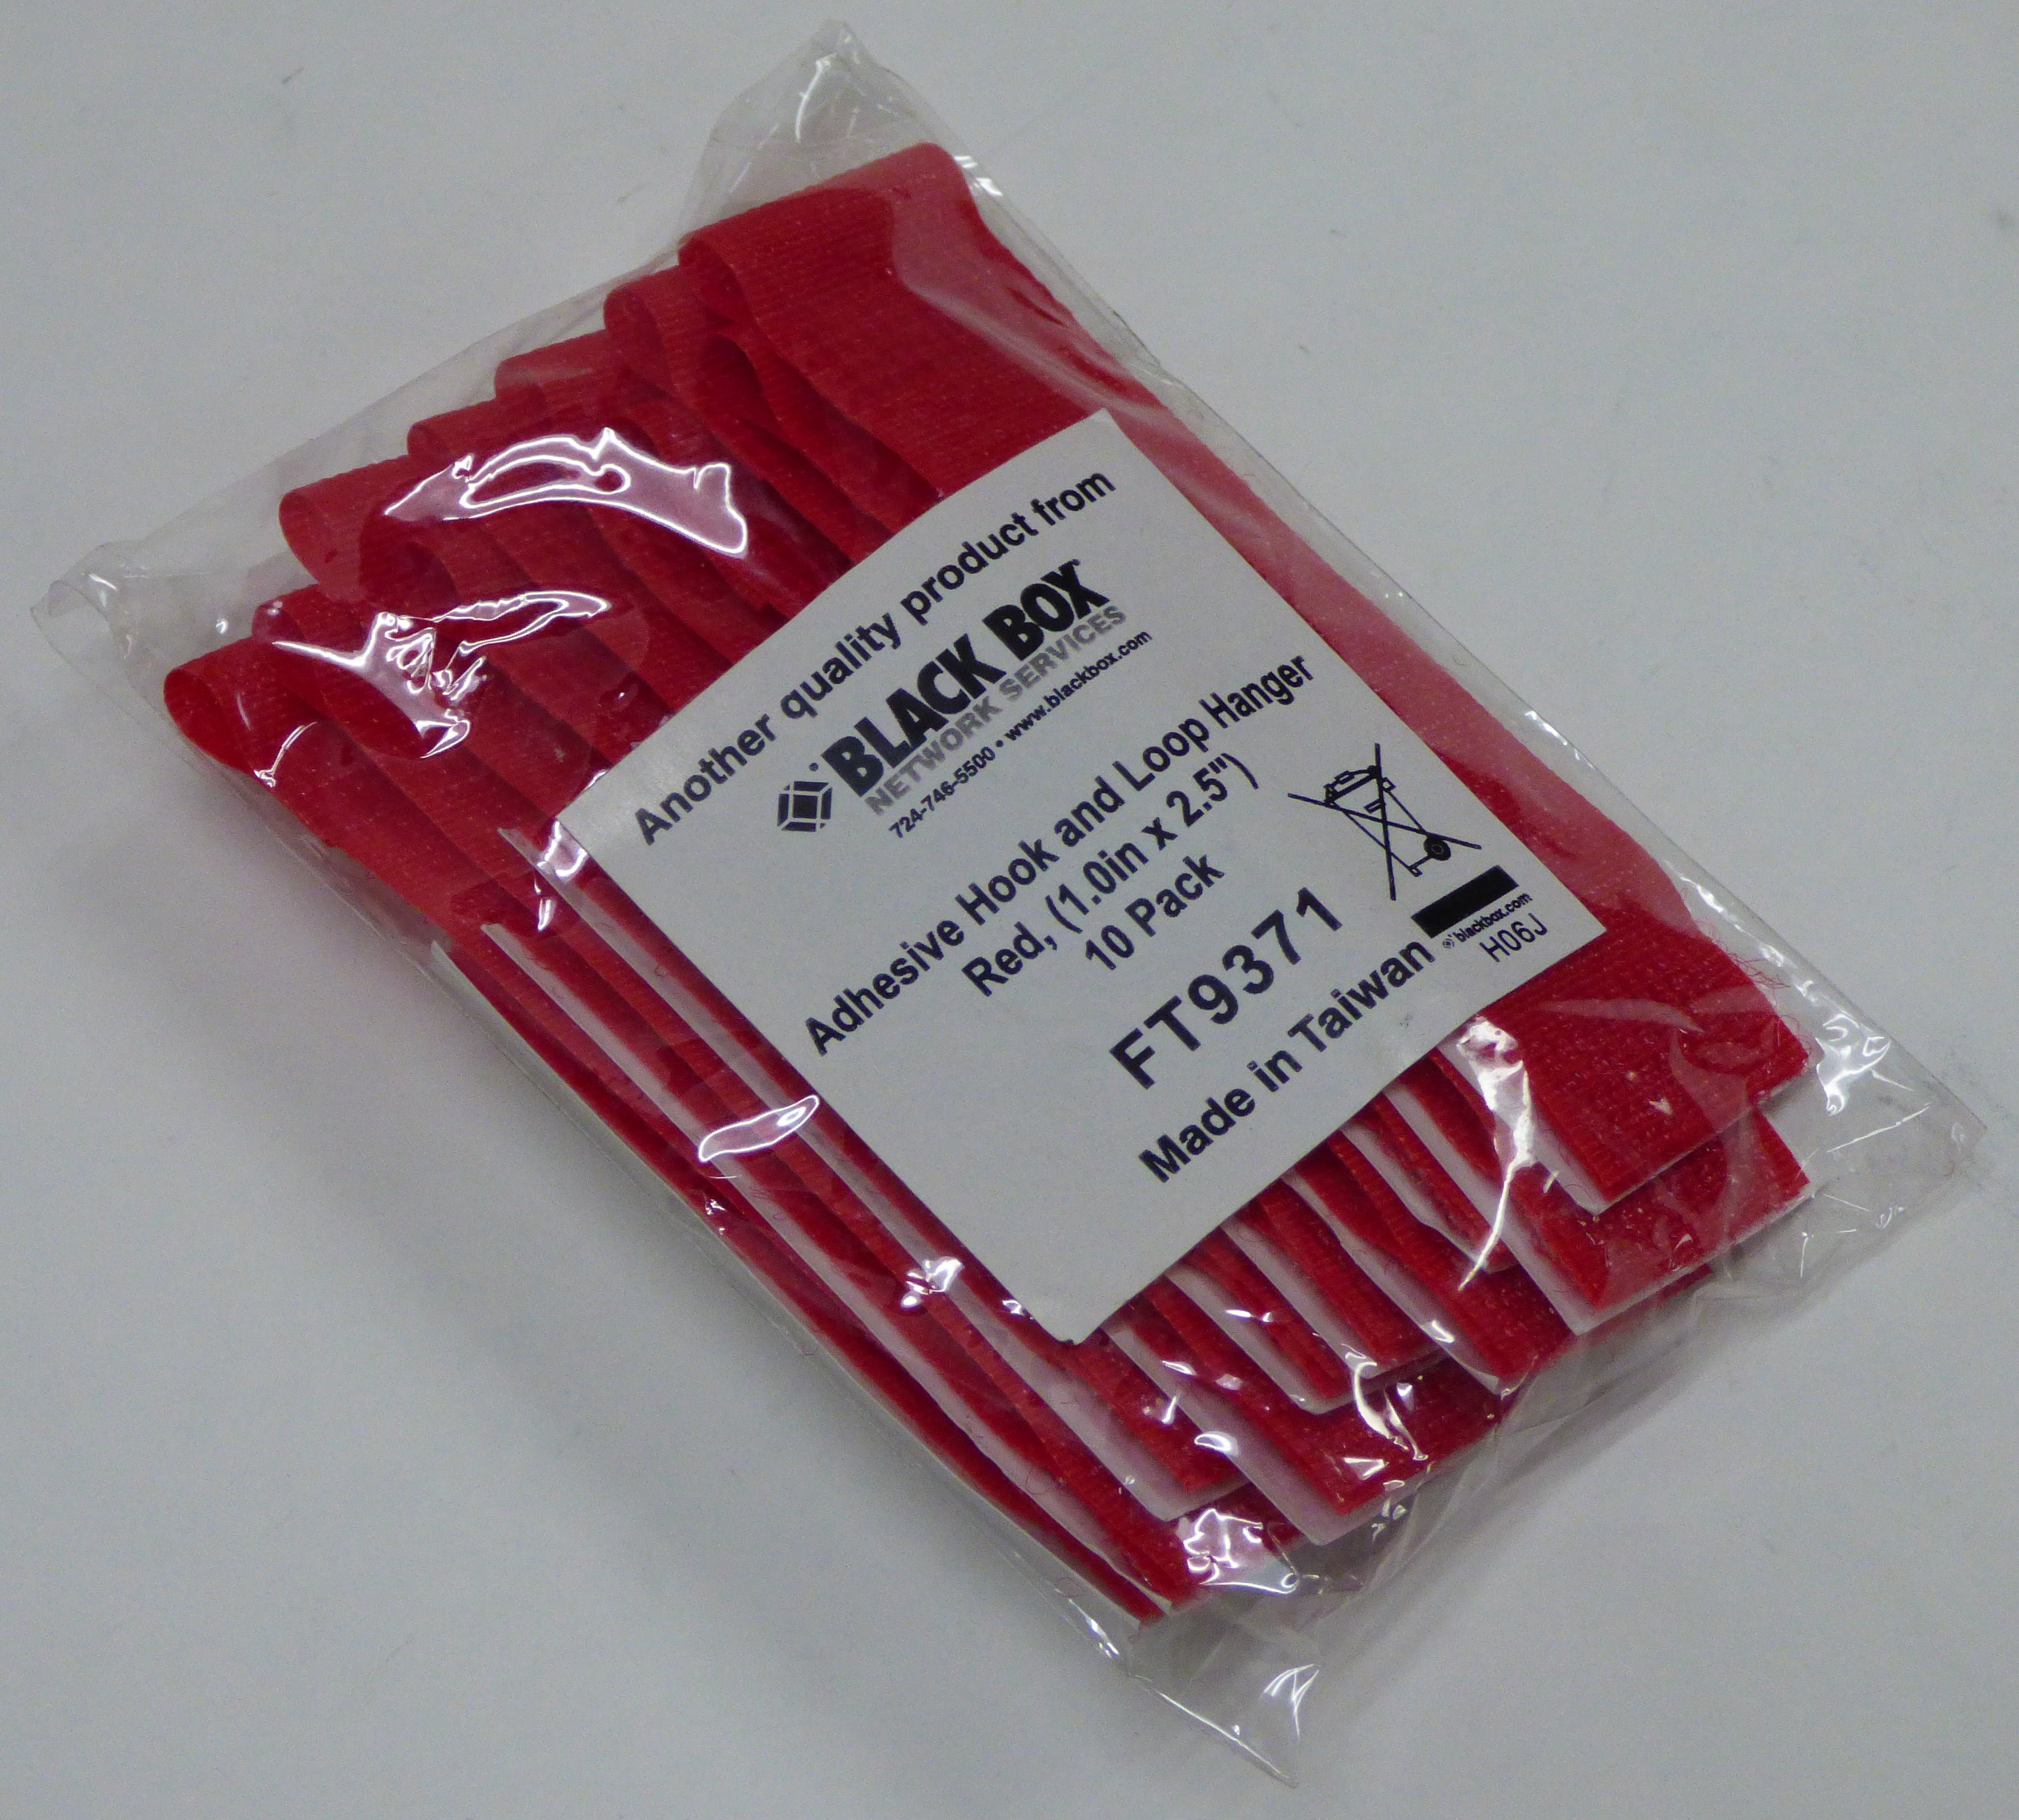 Another quality product from
BLACK BOX
NETWORK SERVICES
724-746-5500 • www.blackbox.com
Adhesive Hook and Loop Hanger
Red, (1.0in x 2.5")
10 Pack
FT9371
Made in Taiwan
blackbox.com
H06J